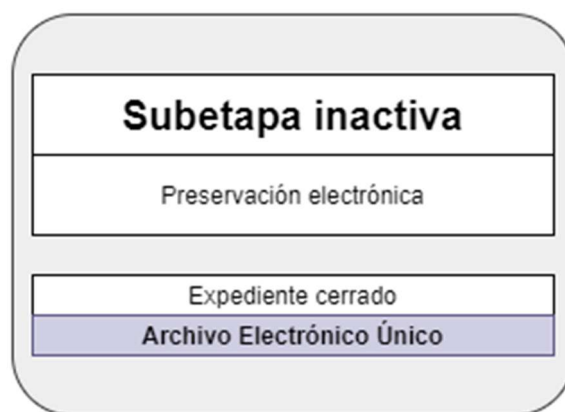 Subetapa inactiva
Preservación electrónica
Expediente cerrado
Archivo Electrónico Único